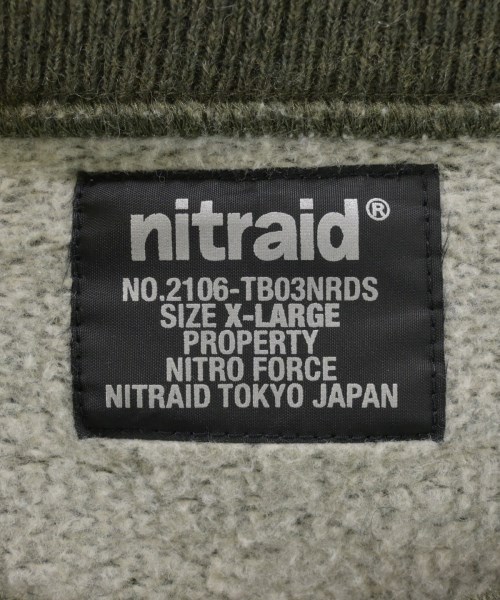 nitraid®
NO.2106-TB03NRDS
SIZE X-LARGE
PROPERTY
NITRO FORCE
NITRAID TOKYO JAPAN